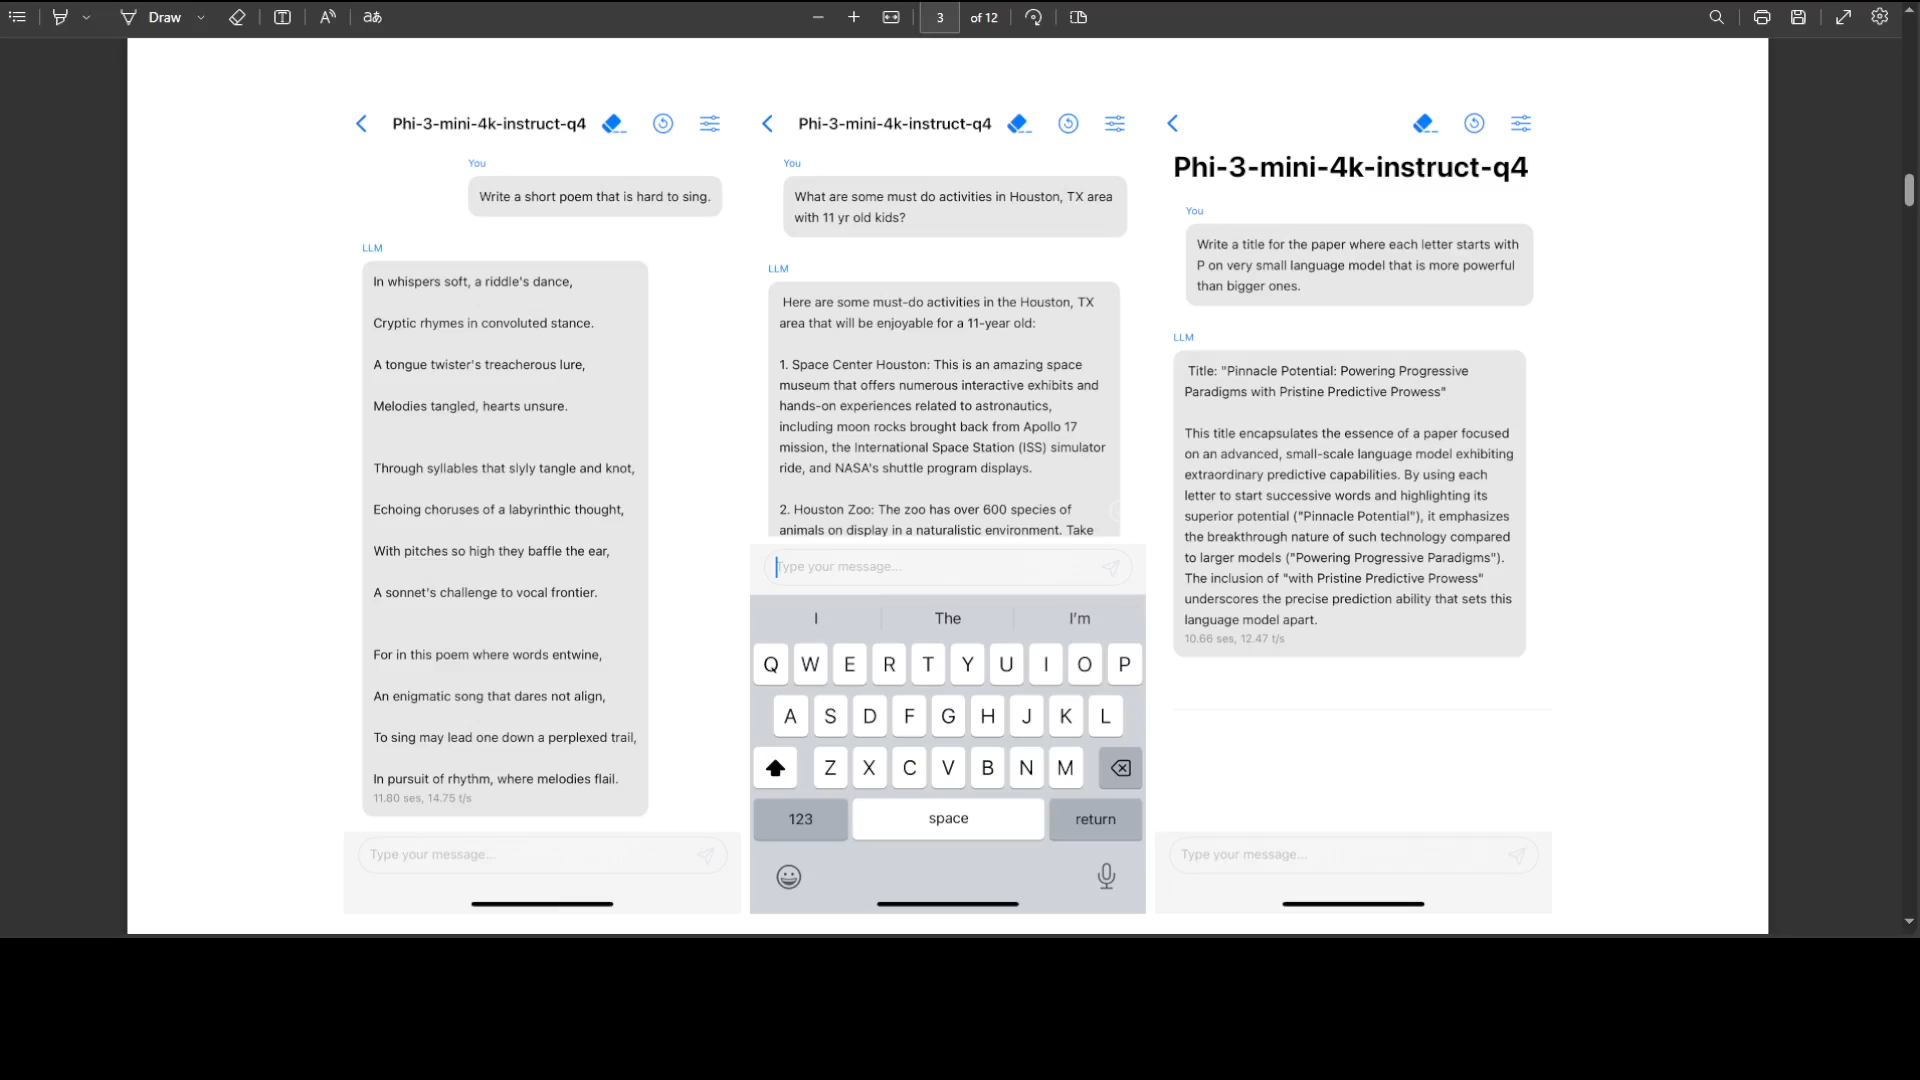 Draw
3 of 12
Phi-3-mini-4k-instruct-q4
You
Write a short poem that is hard to sing.
LLM
In whispers soft, a riddle's dance,
Cryptic rhymes in convoluted stance.
A tongue twister's treacherous lure,
Melodies tangled, hearts unsure.
Through syllables that slyly tangle and knot,
Echoing choruses of a labyrinthic thought,
With pitches so high they baffle the ear,
A sonnet's challenge to vocal frontier.
For in this poem where words entwine,
An enigmatic song that dares not align,
To sing may lead one down a perplexed trail,
In pursuit of rhythm, where melodies flail.
11.80 ses, 14.75 t/s
Type your message...
Phi-3-mini-4k-instruct-q4
You
What are some must do activities in Houston, TX area
with 11 yr old kids?
LLM
Here are some must-do activities in the Houston, TX
area that will be enjoyable for a 11-year old:
1. Space Center Houston: This is an amazing space
museum that offers numerous interactive exhibits and
hands-on experiences related to astronautics,
including moon rocks brought back from Apollo 17
mission, the International Space Station (ISS) simulator
ride, and NASA's shuttle program displays.
2. Houston Zoo: The zoo has over 600 species of
animals on display in a naturalistic environment. Take
Type your message...
I The I'm
Q W E R T Y U I O P
A S D F G H J K L
Z X C V B N M
123 space return
Phi-3-mini-4k-instruct-q4
You
Write a title for the paper where each letter starts with
P on very small language model that is more powerful
than bigger ones.
LLM
Title: "Pinnacle Potential: Powering Progressive
Paradigms with Pristine Predictive Prowess"
This title encapsulates the essence of a paper focused
on an advanced, small-scale language model exhibiting
extraordinary predictive capabilities. By using each
letter to start successive words and highlighting its
superior potential ("Pinnacle Potential"), it emphasizes
the breakthrough nature of such technology compared
to larger models ("Powering Progressive Paradigms").
The inclusion of "with Pristine Predictive Prowess"
underscores the precise prediction ability that sets this
language model apart.
10.66 ses, 12.47 t/s
Type your message...